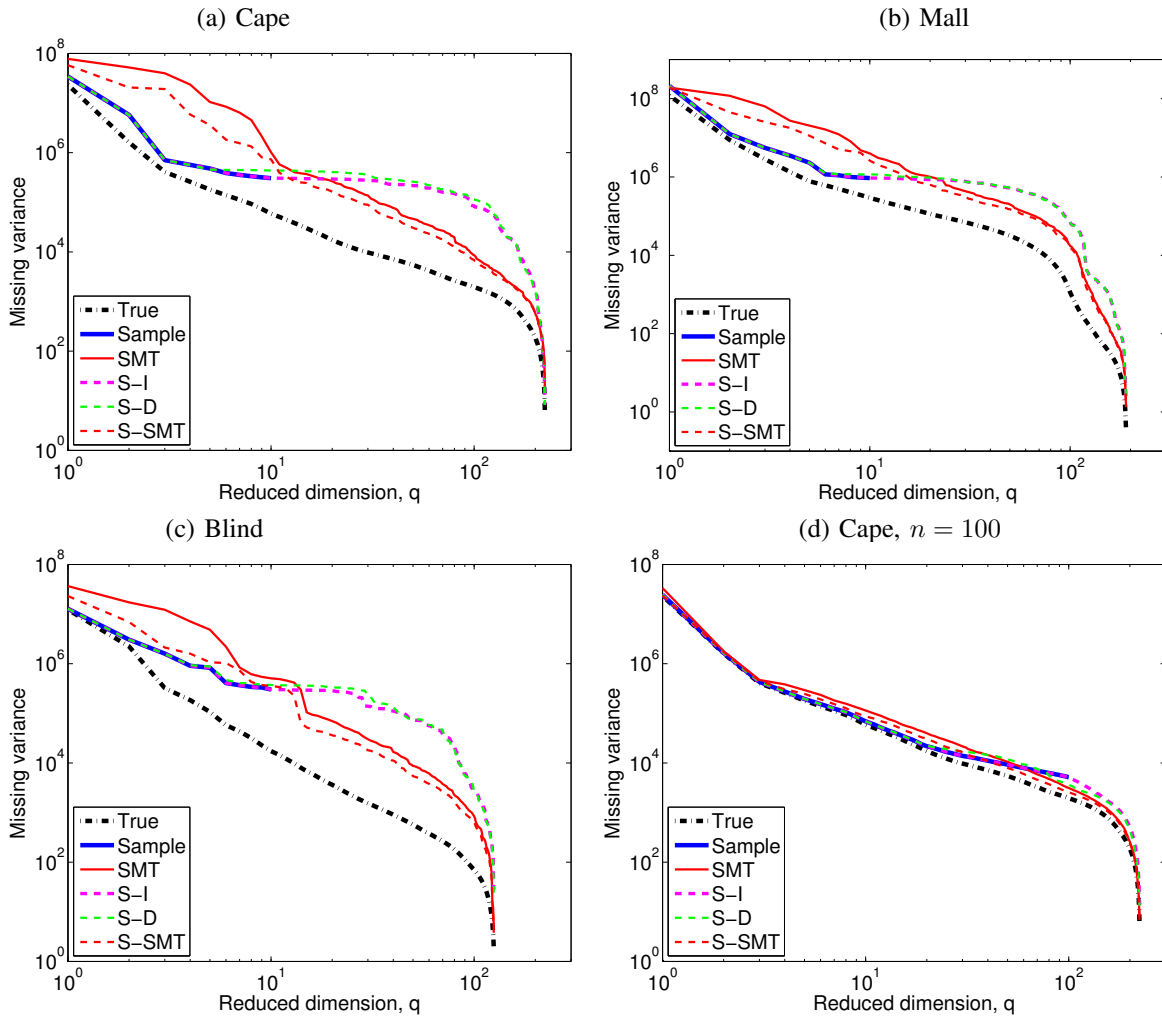 (a) Cape
10^8
10^6
10^4
10^2
10^0
Missing variance
True
Sample
SMT
S-I
S-D
S-SMT
10^0
10^1
10^2
Reduced dimension, q
(b) Mall
10^8
10^6
10^4
10^2
10^0
Missing variance
True
Sample
SMT
S-I
S-D
S-SMT
10^0
10^1
10^2
Reduced dimension, q
(c) Blind
10^8
10^6
10^4
10^2
10^0
Missing variance
True
Sample
SMT
S-I
S-D
S-SMT
10^0
10^1
10^2
Reduced dimension, q
(d) Cape, n = 100
10^8
10^6
10^4
10^2
10^0
Missing variance
True
Sample
SMT
S-I
S-D
S-SMT
10^0
10^1
10^2
Reduced dimension, q